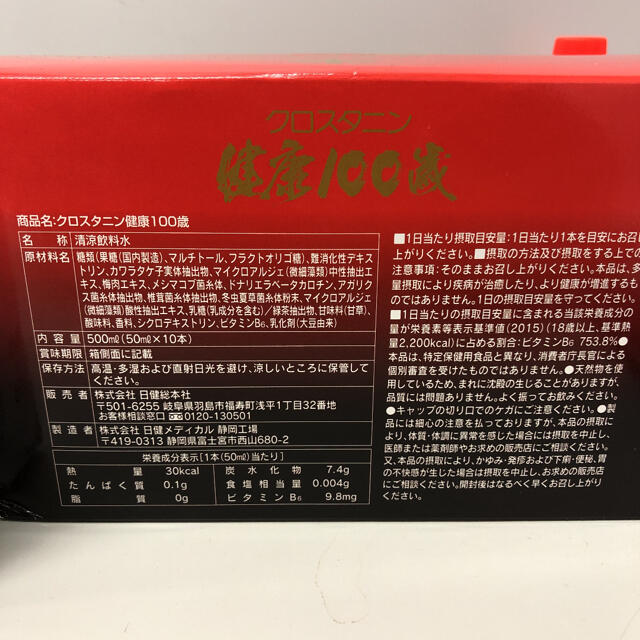 クロスタニン
健康100歳
商品名:クロスタニン健康100歳
名 称 清涼飲料水
原材料名 糖類(果糖(国内製造)、マルチトール、フラクトオリゴ糖)、難消化性デキス
トリン、カワラタケ子実体抽出物、マイクロアルジェ(微細藻類)中性抽出エ
キス、梅肉エキス、メシマコブ菌糸体、ドナリエラベータカロチン、アガリク
ス菌糸体抽出物、椎茸菌糸体抽出物、冬虫夏草菌糸体粉末、マイクロアルジェ
(微細藻類)酸性抽出エキス、乳糖(乳成分を含む)/緑茶抽出物、甘味料(甘草)、
酸味料、香料、シクロデキストリン、ビタミンB6、乳化剤(大豆由来)
内 容 量 500ml(50ml×10本)
賞味期限 箱側面に記載
保存方法 高温・多湿および直射日光を避け、涼しいところに保管して
ください。
販 売 者 株式会社 日健総本社
〒501-6255 岐阜県羽島市福寿町浅平1丁目32番地
お客様相談窓口 0120-130501
製 造 者 株式会社 日健メディカル 静岡工場
〒419-0313 静岡県富士宮市西山680-2
栄養成分表示[1本(50ml)当たり]
熱 量 30kcal 炭水化物 7.4g
たんぱく質 0.1g 食塩相当量 0.004g
脂 質 0g ビタミンB6 9.8mg
■1日当たり摂取目安量:1日当たり1本を目安にお召し
上がりください。■摂取の方法及び摂取をする上での
注意事項:そのままお召し上がりください。本品は、多
量摂取により疾病が治癒したり、より健康が増進するも
のではありません。1日の摂取目安量を守ってください。
■1日当たりの摂取目安量に含まれる当該栄養成分の
量が栄養素等表示基準値(2015)(18歳以上、基準熱
量2,200kcal)に占める割合:ビタミンB6 753.8%●
本品は、特定保健用食品と異なり、消費者庁長官による
個別審査を受けたものではありません。●天然物を使
用しているため、まれに沈殿の生じることがありますが、
品質には問題ありません。よく振ってお飲みください。
●キャップの切り口でのケガにご注意ください。●製
品には細心の注意を払っておりますが、本品の摂取によ
り、体質・体調に異常を感じた場合には摂取を中止し、
医師または薬剤師やお求めの販売店にご相談ください。
又、本品の摂取により、かゆみ・発疹および下痢・便秘、胃
の不快感が生じた場合は摂取を中止し、お求めの販売店
にご相談ください。開封後はなるべく早くお召し上がり
ください。